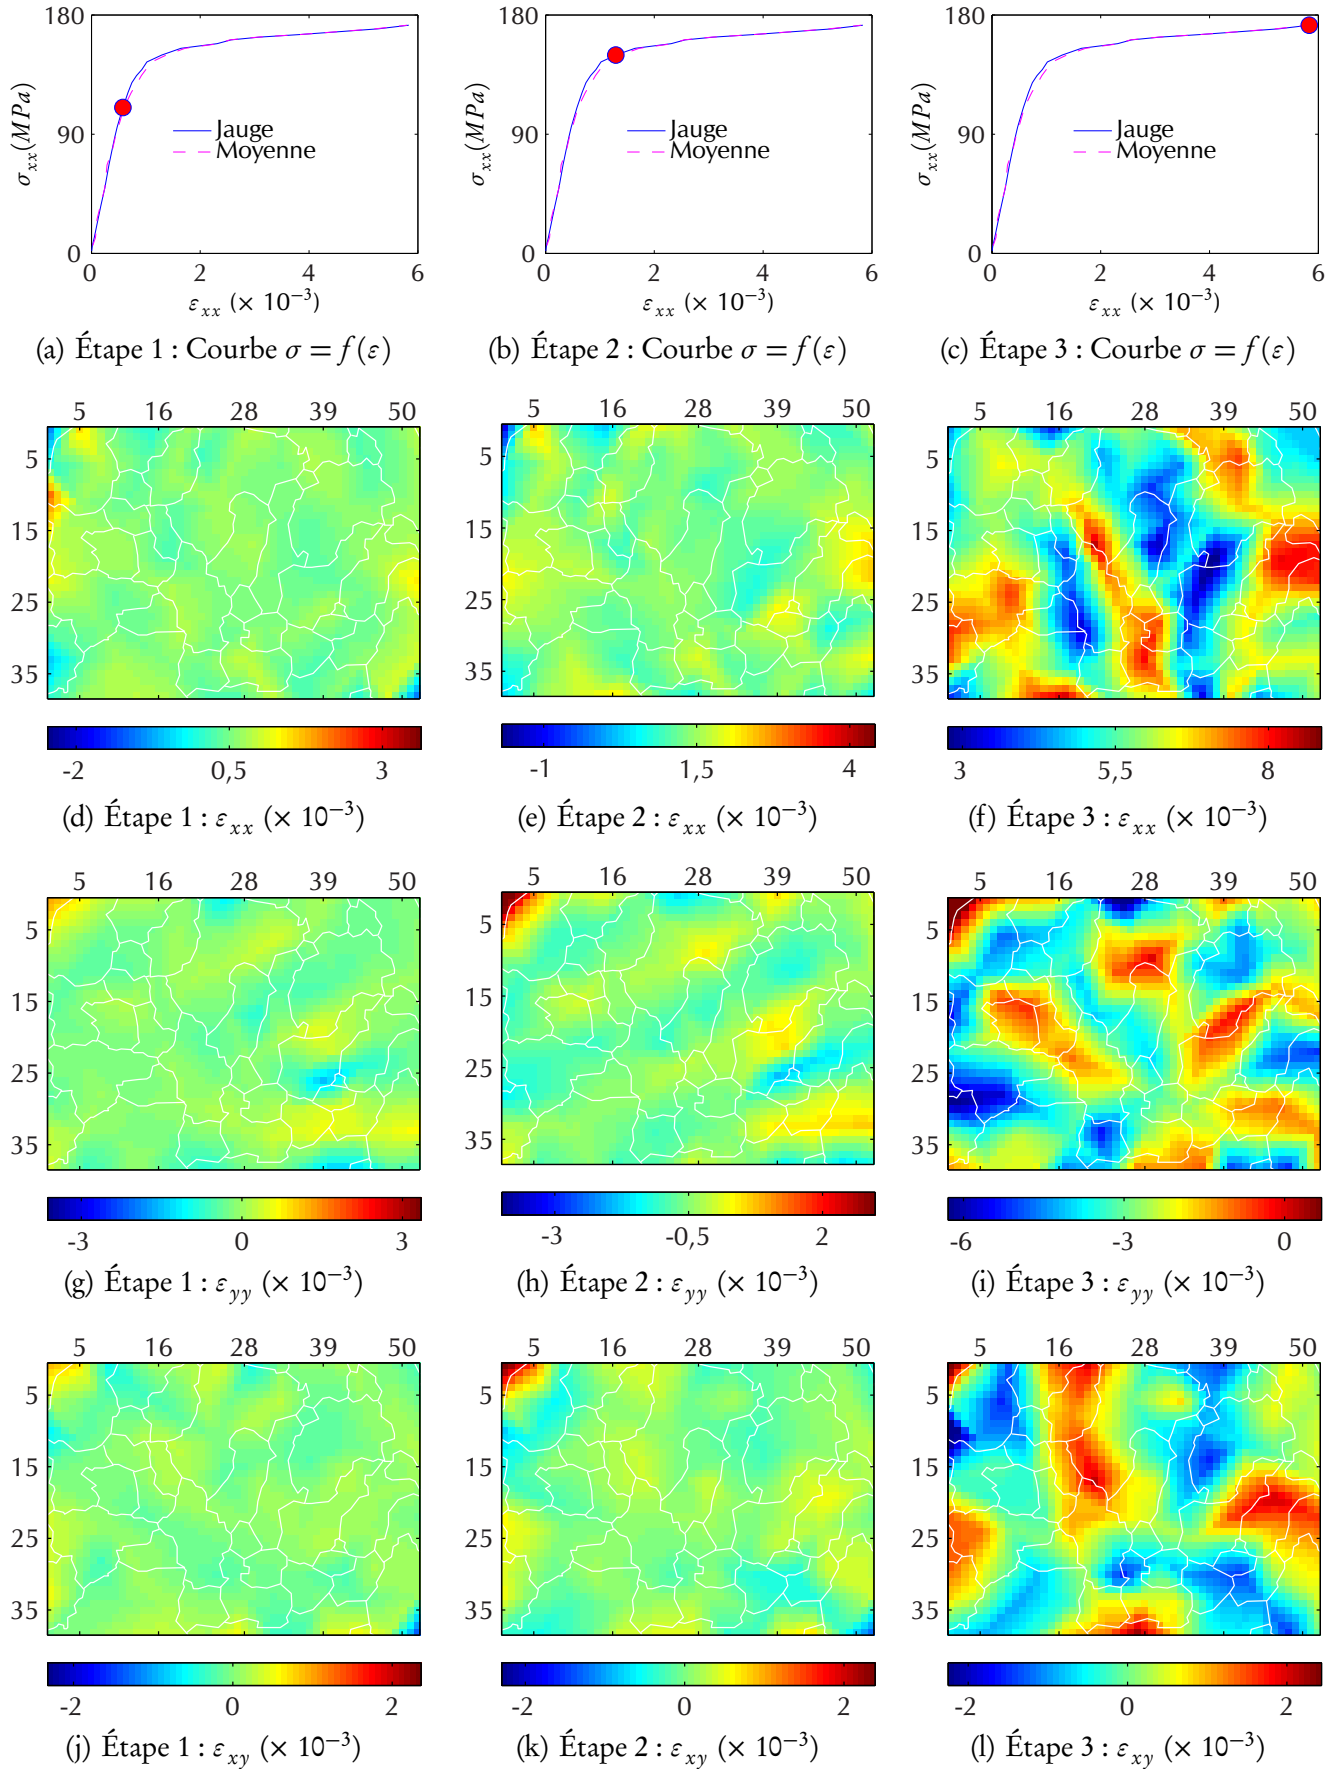 180
90
0
σxx(MPa)
Jauge
Moyenne
0 2 4 6
εxx (× 10−3)
(a) Étape 1 : Courbe σ = f(ε)
180
90
0
σxx(MPa)
Jauge
Moyenne
0 2 4 6
εxx (× 10−3)
(b) Étape 2 : Courbe σ = f(ε)
180
90
0
σxx(MPa)
Jauge
Moyenne
0 2 4 6
εxx (× 10−3)
(c) Étape 3 : Courbe σ = f(ε)
5 16 28 39 50
5
15
25
35
-2 0,5 3
(d) Étape 1 : εxx (× 10−3)
5 16 28 39 50
5
15
25
35
-1 1,5 4
(e) Étape 2 : εxx (× 10−3)
5 16 28 39 50
5
15
25
35
3 5,5 8
(f) Étape 3 : εxx (× 10−3)
5 16 28 39 50
5
15
25
35
-3 0 3
(g) Étape 1 : εyy (× 10−3)
5 16 28 39 50
5
15
25
35
-3 -0,5 2
(h) Étape 2 : εyy (× 10−3)
5 16 28 39 50
5
15
25
35
-6 -3 0
(i) Étape 3 : εyy (× 10−3)
5 16 28 39 50
5
15
25
35
-2 0 2
(j) Étape 1 : εxy (× 10−3)
5 16 28 39 50
5
15
25
35
-2 0 2
(k) Étape 2 : εxy (× 10−3)
5 16 28 39 50
5
15
25
35
-2 0 2
(l) Étape 3 : εxy (× 10−3)